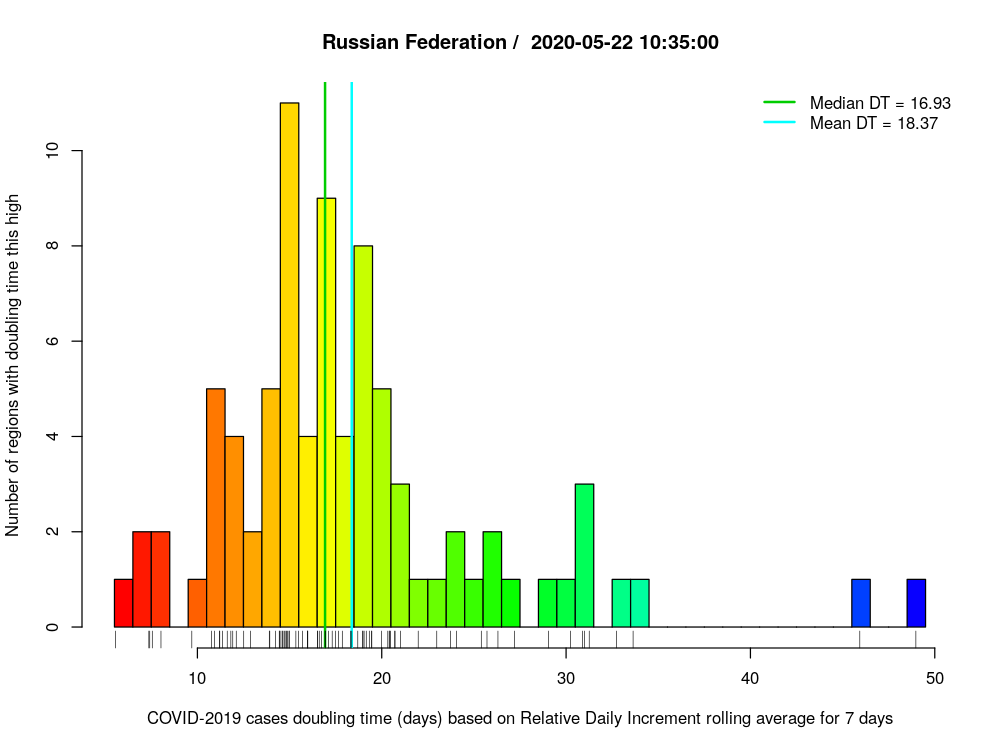 Russian Federation /  2020-05-22 10:35:00
Median DT = 16.93
Mean DT = 18.37
Number of regions with doubling time this high
10
8
6
4
2
0
10 20 30 40 50
COVID-2019 cases doubling time (days) based on Relative Daily Increment rolling average for 7 days